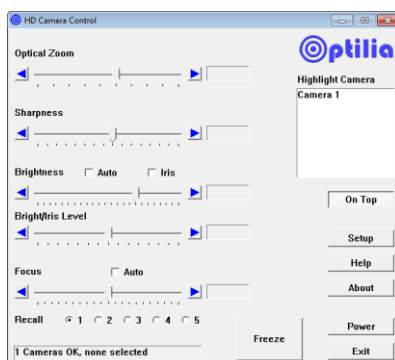 HD Camera Control
Optical Zoom
Optilia
Highlight Camera
Camera 1
Sharpness
Brightness Auto Iris
On Top
Bright/Iris Level
Setup
Help
Focus Auto
About
Recall 1 2 3 4 5
Power
Freeze
1 Cameras OK, none selected
Exit